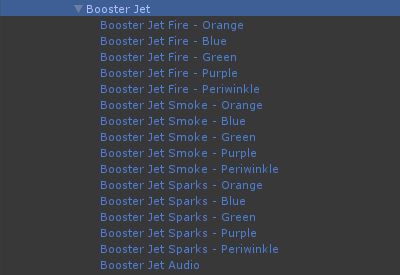 Booster Jet
Booster Jet Fire - Orange
Booster Jet Fire - Blue
Booster Jet Fire - Green
Booster Jet Fire - Purple
Booster Jet Fire - Periwinkle
Booster Jet Smoke - Orange
Booster Jet Smoke - Blue
Booster Jet Smoke - Green
Booster Jet Smoke - Purple
Booster Jet Smoke - Periwinkle
Booster Jet Sparks - Orange
Booster Jet Sparks - Blue
Booster Jet Sparks - Green
Booster Jet Sparks - Purple
Booster Jet Sparks - Periwinkle
Booster Jet Audio